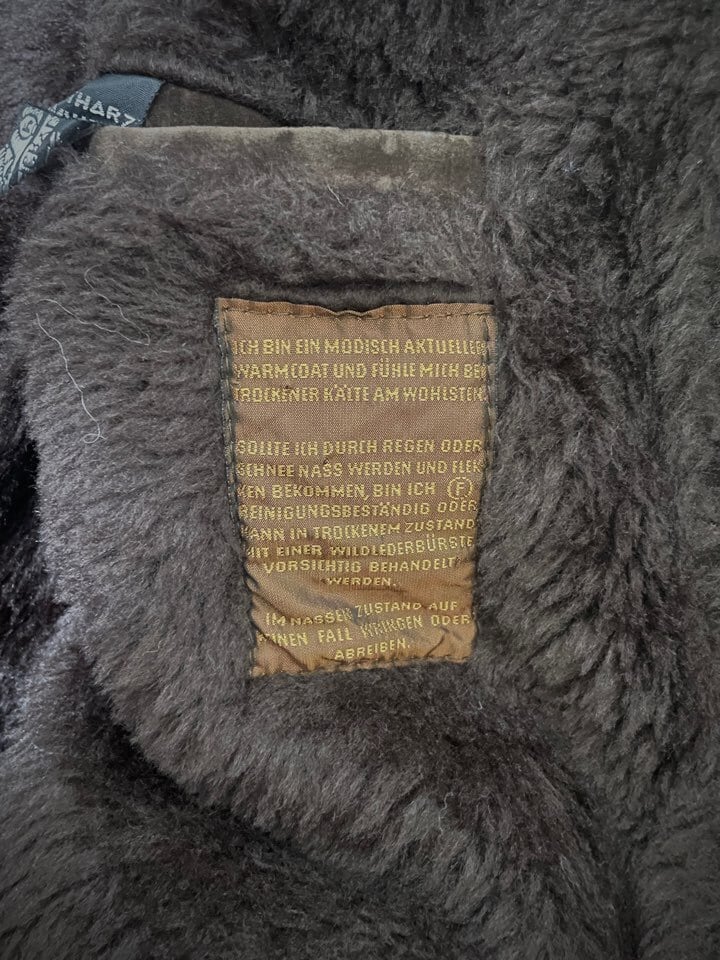 THARZ
ICH BIN EIN MODISCH AKTUELLER
WARMCOAT UND FÜHLE MICH BEI
TROCKENER KÄLTE AM WOHLSTEN.
SOLLTE ICH DURCH REGEN ODER
SCHNEE NASS WERDEN UND FLEK
KEN BEKOMMEN, BIN ICH Ⓕ
REINIGUNGSBESTÄNDIG ODER
KANN IN TROCKENEM ZUSTAND
MIT EINER WILDLEDERBÜRSTE
VORSICHTIG BEHANDELT
WERDEN.
IM NASSEN ZUSTAND AUF
KEINEN FALL WRINGEN ODER
ABREIBEN.